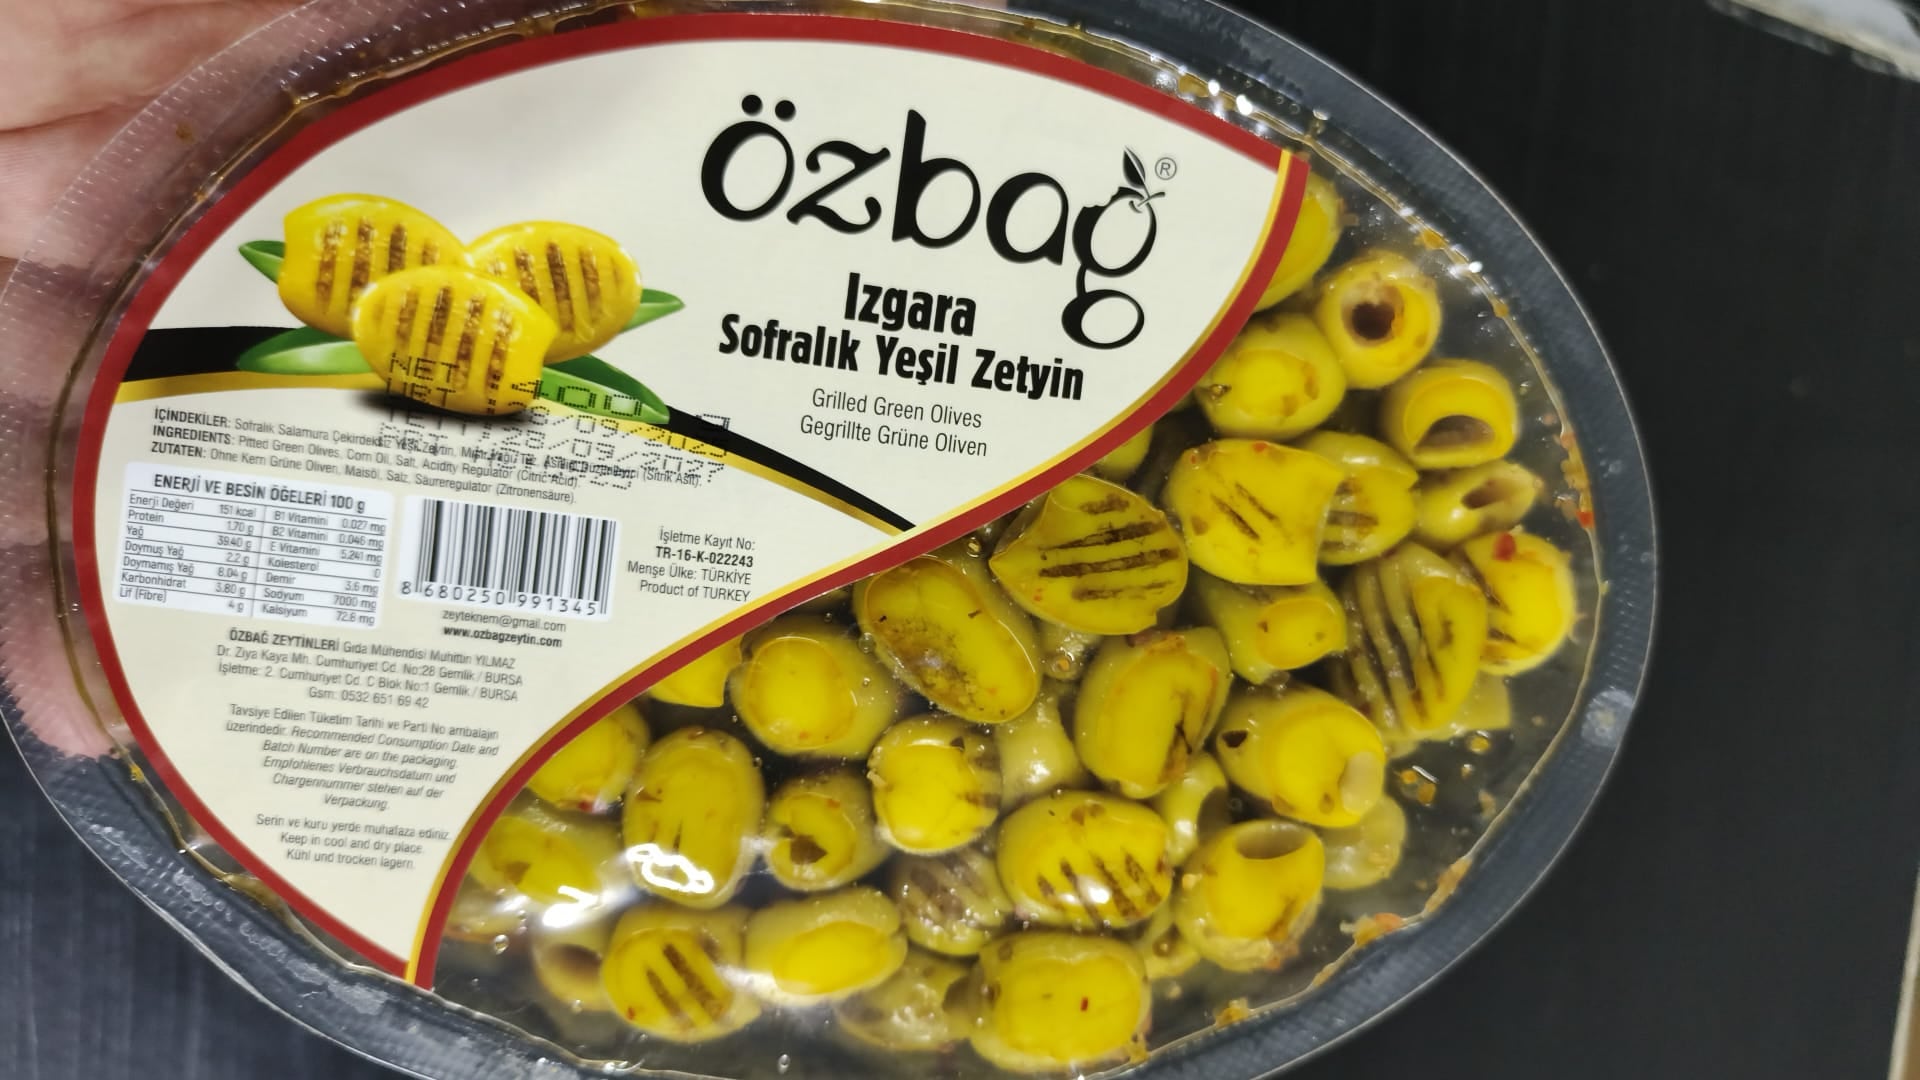 özbağ®
Izgara
Sofralık Yeşil Zetyin
Grilled Green Olives
Gegrillte Grüne Oliven
NET
İÇİNDEKİLER: Sofralık Salamura Çekirdeksiz Yeşil Zeytin, Mısır Yağı, Tuz, Asitlik Düzenleyici (Sitrik Asit).
INGREDIENTS: Pitted Green Olives, Corn Oil, Salt, Acidity Regulator (Citric Acid).
ZUTATEN: Ohne Kern Grüne Oliven, Maisöl, Salz, Säureregulator (Zitronensäure).
ENERJİ VE BESİN ÖĞELERİ 100 g
Enerji Değeri 151 kcal B1 Vitamini 0.027 mg
Protein 1.70 g B2 Vitamini 0.046 mg
Yağ 39.40 g E Vitamini 5.241 mg
Doymuş Yağ 2.2 g Kolesterol 0
Doymamış Yağ 8.04 g Demir 3.6 mg
Karbonhidrat 3.80 g Sodyum 7000 mg
Lif (Fibre) 4 g Kalsiyum 72.8 mg
8 680250 991345
zeyteknem@gmail.com
www.ozbagzeytin.com
İşletme Kayıt No:
TR-16-K-022243
Menşe Ülke: TÜRKİYE
Product of TURKEY
ÖZBAĞ ZEYTİNLERİ Gıda Mühendisi Muhittin YILMAZ
Dr. Ziya Kaya Mh. Cumhuriyet Cd. No:28 Gemlik / BURSA
İşletme: 2. Cumhuriyet Cd. C Blok No:1 Gemlik / BURSA
Gsm: 0532 651 69 42
Tavsiye Edilen Tüketim Tarihi ve Parti No ambalajın
üzerindedir. Recommended Consumption Date and
Batch Number are on the packaging.
Empfohlenes Verbrauchsdatum und
Chargennummer stehen auf der
Verpackung.
Serin ve kuru yerde muhafaza ediniz.
Keep in cool and dry place.
Kühl und trocken lagern.